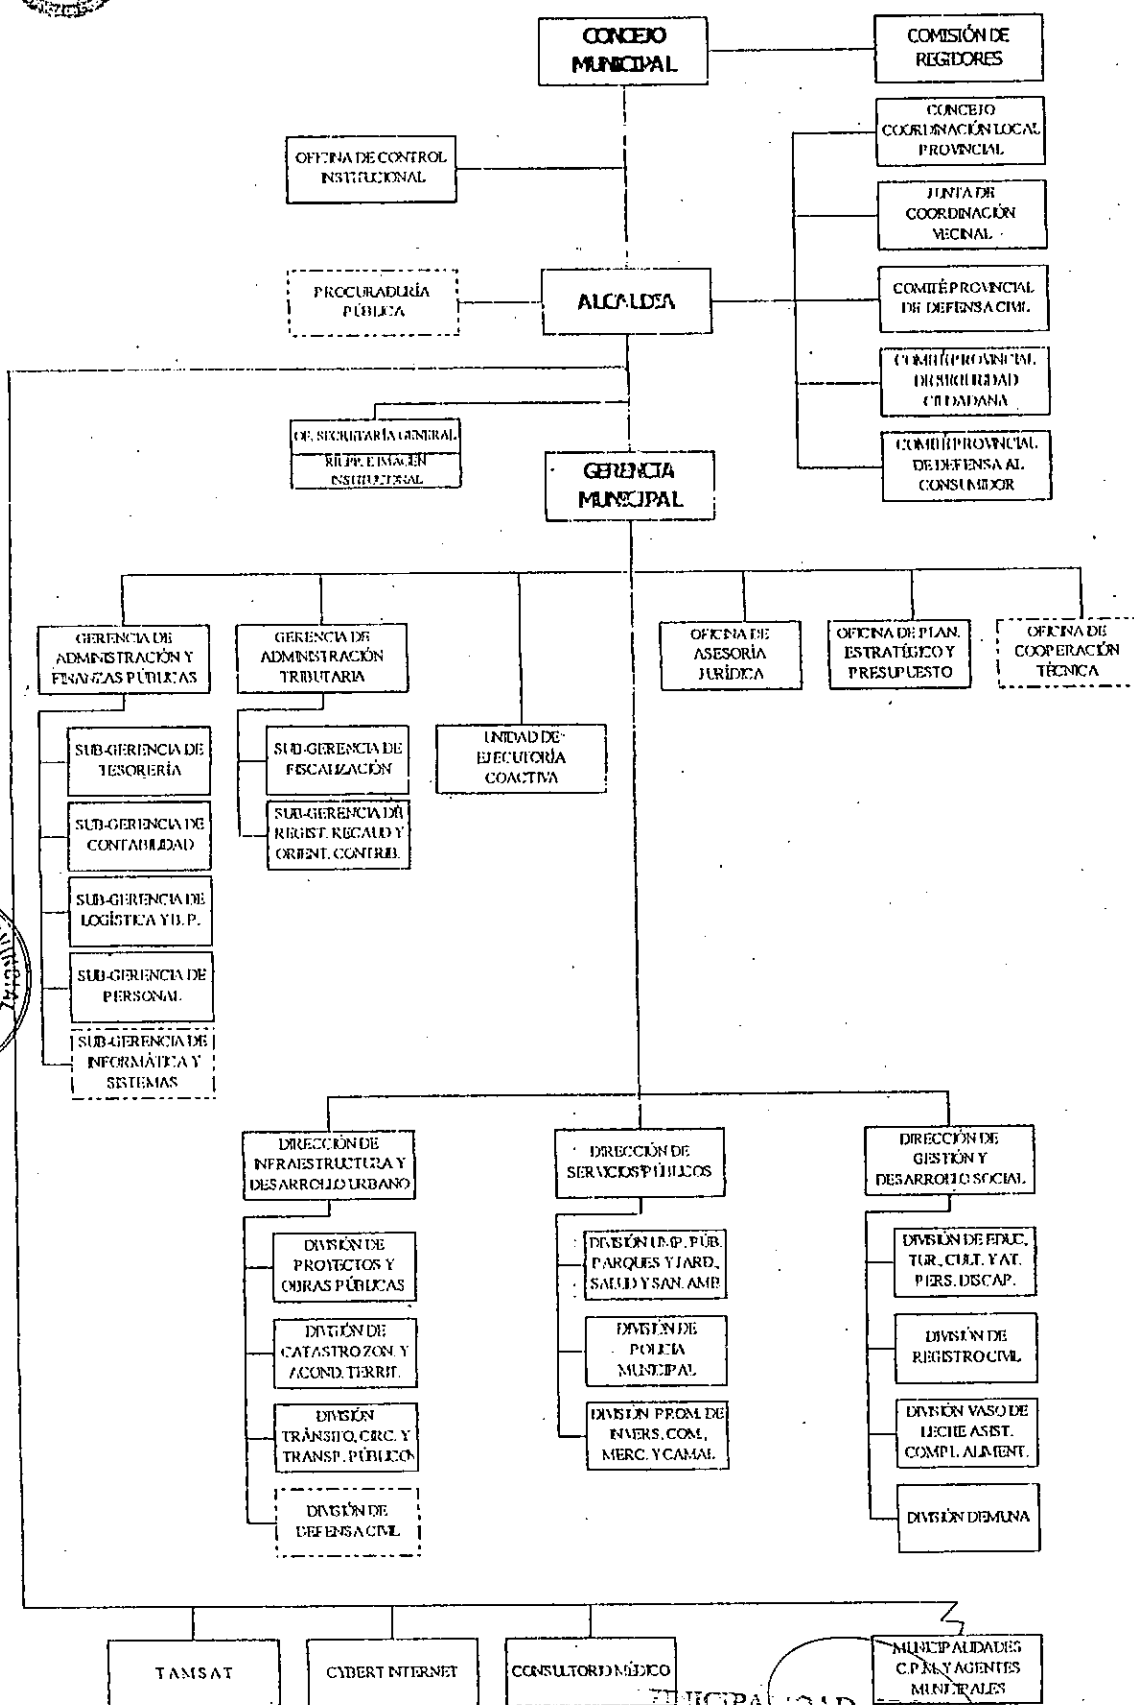 CONCEJO
MUNICIPAL
COMISIÓN DE
REGIDORES
CONCEJO
COORDINACIÓN LOCAL
PROVINCIAL
OFICINA DE CONTROL
INSTITUCIONAL
JUNTA DE
COORDINACIÓN
VECINAL
PROCURADURÍA
PÚBLICA
ALCALDIA
COMITÉ PROVINCIAL
DE DEFENSA CIVIL
COMITÉ PROVINCIAL
DE SEGURIDAD
CIUDADANA
OF. SECRETARÍA GENERAL
RR.PP. E IMAGEN
INSTITUCIONAL
COMITÉ PROVINCIAL
DE DEFENSA AL
CONSUMIDOR
GERENCIA
MUNICIPAL
GERENCIA DE
ADMINISTRACIÓN Y
FINANZAS PÚBLICAS
GERENCIA DE
ADMINISTRACIÓN
TRIBUTARIA
OFICINA DE
ASESORÍA
JURÍDICA
OFICINA DE PLAN.
ESTRATÉGICO Y
PRESUPUESTO
OFICINA DE
COOPERACIÓN
TÉCNICA
SUB-GERENCIA DE
TESORERÍA
SUB-GERENCIA DE
FISCALIZACIÓN
UNIDAD DE
EJECUTORÍA
COACTIVA
SUB-GERENCIA DE
CONTABILIDAD
SUB-GERENCIA DE
REGIST. RECAUD Y
ORIENT. CONTRIB.
SUB-GERENCIA DE
LOGÍSTICA Y B. P.
SUB-GERENCIA DE
PERSONAL
SUB-GERENCIA DE
INFORMÁTICA Y
SISTEMAS
DIRECCIÓN DE
INFRAESTRUCTURA Y
DESARROLLO URBANO
DIRECCIÓN DE
SERVICIOS PÚBLICOS
DIRECCIÓN DE
GESTIÓN Y
DESARROLLO SOCIAL
DIVISIÓN DE
PROYECTOS Y
OBRAS PÚBLICAS
DIVISIÓN LIMP. PÚB.
PARQUES Y JARD.,
SALUD Y SAN. AMB
DIVISIÓN DE EDUC,
TUR., CULT. Y AT.
PERS. DISCAP.
DIVISIÓN DE
CATASTRO ZON. Y
ACOND. TERRIT.
DIVISIÓN DE
POLICIA
MUNICIPAL
DIVISIÓN DE
REGISTRO CIVIL
DIVISIÓN
TRÁNSITO, CIRC. Y
TRANSP. PÚBLICO
DIVISIÓN PROM. DE
INVERS., COM.,
MERC. Y CAMAL
DIVISIÓN VASO DE
LECHE ASIST.
COMPL. ALIMENT.
DIVISIÓN DE
DEFENSA CIVIL
DIVISIÓN DEMUNA
TAMSAT
CYBERT INTERNET
CONSULTORIO MÉDICO
MUNICIPALIDADES
C.P.M. Y AGENTES
MUNICIPALES